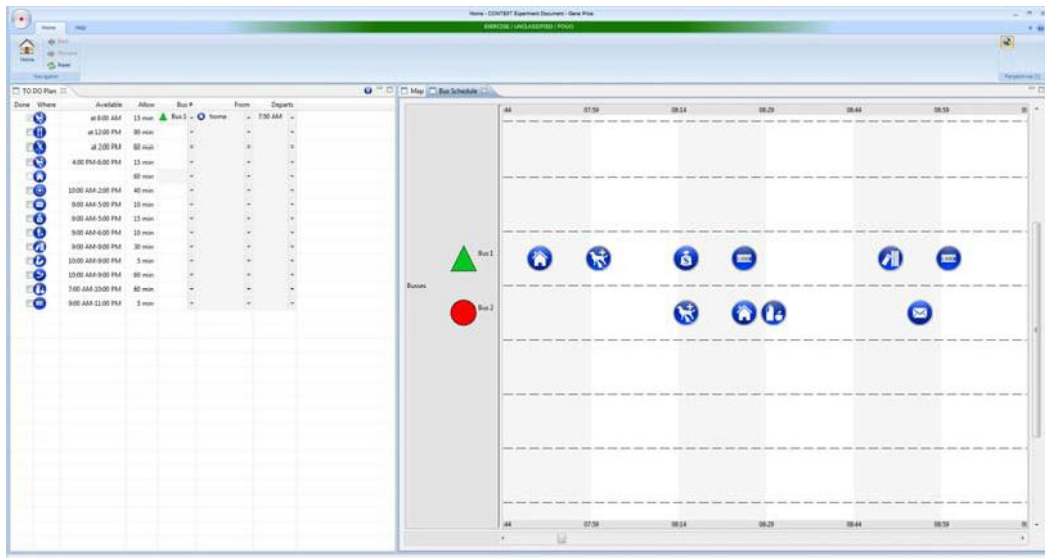 Home - CONTEXT Experiment Document - Gene Price
EXERCISE / UNCLASSIFIED / FOUO
Home Help
Home
Back
Reset
Navigation
Perspectives
TO DO Plan
Map Bus Schedule
Done Where Available Allow Bus # From Departs
at 8:00 AM 15 min Bus 1 home 7:50 AM
at 12:00 PM 90 min
at 2:00 PM 60 min
4:00 PM-6:00 PM 15 min
60 min
10:00 AM-2:00 PM 40 min
9:00 AM-5:00 PM 10 min
9:00 AM-5:00 PM 15 min
9:00 AM-6:00 PM 10 min
9:00 AM-9:00 PM 30 min
10:00 AM-9:00 PM 5 min
10:00 AM-9:00 PM 90 min
7:00 AM-10:00 PM 60 min
9:00 AM-11:00 PM 5 min
:44 07:59 08:14 08:29 08:44 08:59
Bus 1
Busses
Bus 2
:44 07:59 08:14 08:29 08:44 08:59